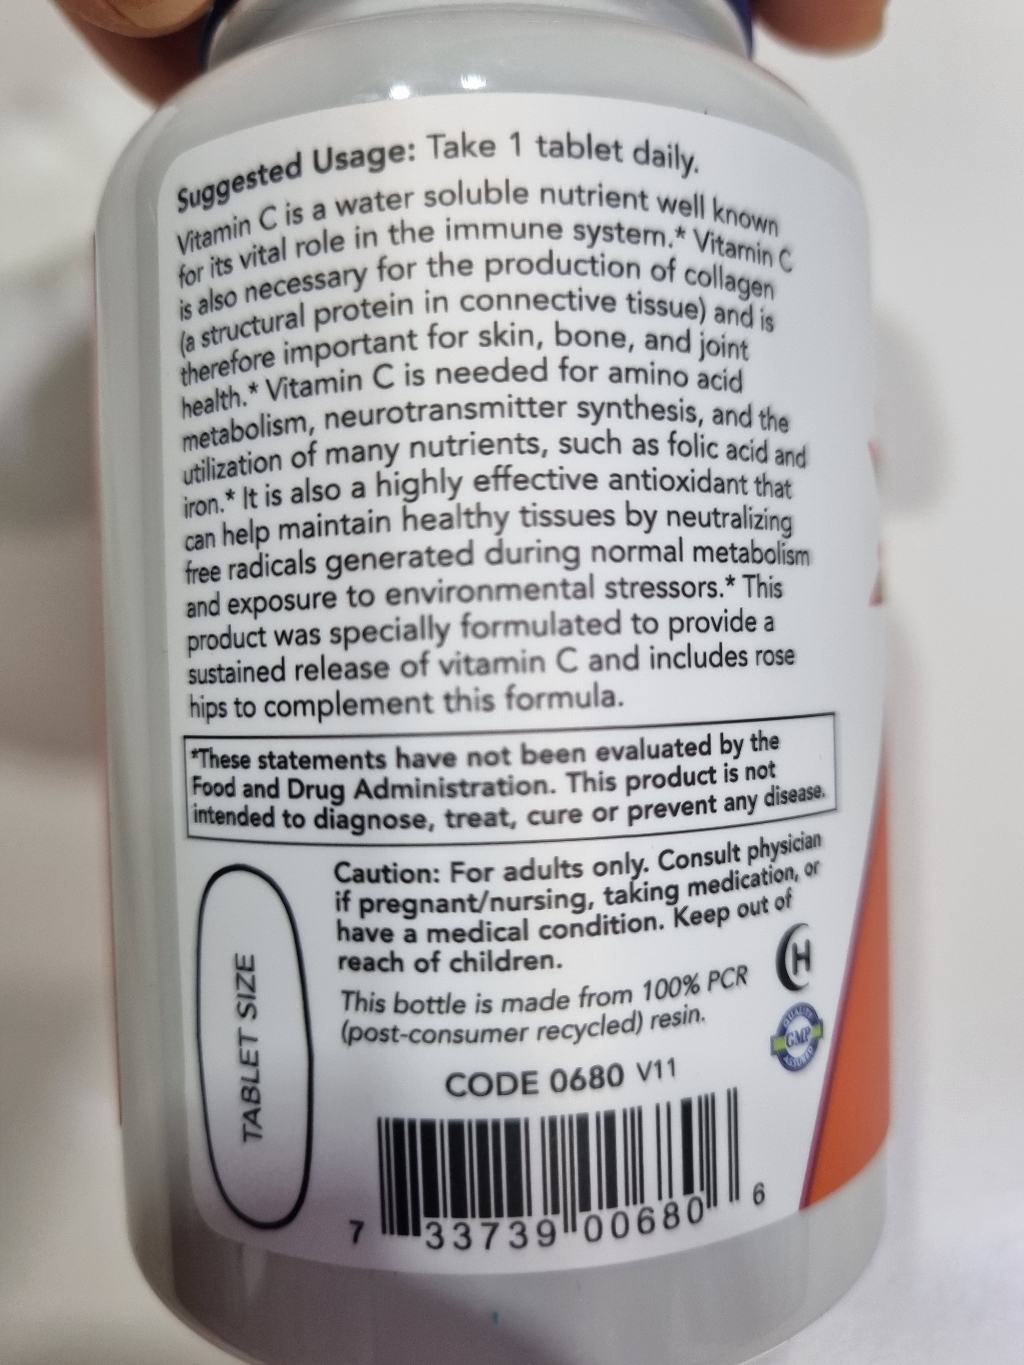 Suggested Usage: Take 1 tablet daily.
Vitamin C is a water soluble nutrient well known
for its vital role in the immune system.* Vitamin C
is also necessary for the production of collagen
(a structural protein in connective tissue) and is
therefore important for skin, bone, and joint
health.* Vitamin C is needed for amino acid
metabolism, neurotransmitter synthesis, and the
utilization of many nutrients, such as folic acid and
iron.* It is also a highly effective antioxidant that
can help maintain healthy tissues by neutralizing
free radicals generated during normal metabolism
and exposure to environmental stressors.* This
product was specially formulated to provide a
sustained release of vitamin C and includes rose
hips to complement this formula.
*These statements have not been evaluated by the
Food and Drug Administration. This product is not
intended to diagnose, treat, cure or prevent any disease.
TABLET SIZE
Caution: For adults only. Consult physician
if pregnant/nursing, taking medication, or
have a medical condition. Keep out of
reach of children.
This bottle is made from 100% PCR
(post-consumer recycled) resin.
H
QUALITY
GMP
ASSURED
CODE 0680 V11
7 33739 00680 6